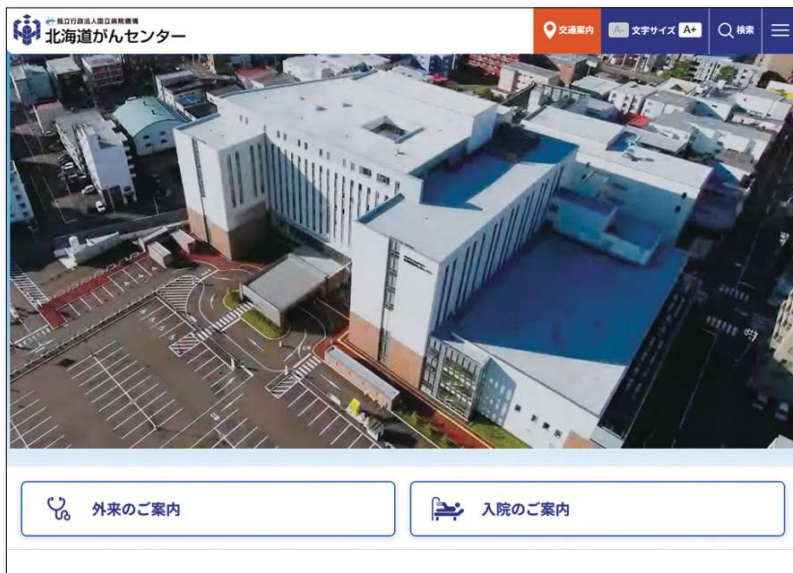 独立行政法人国立病院機構
北海道がんセンター
交通案内
A- 文字サイズ A+
検索
外来のご案内
入院のご案内